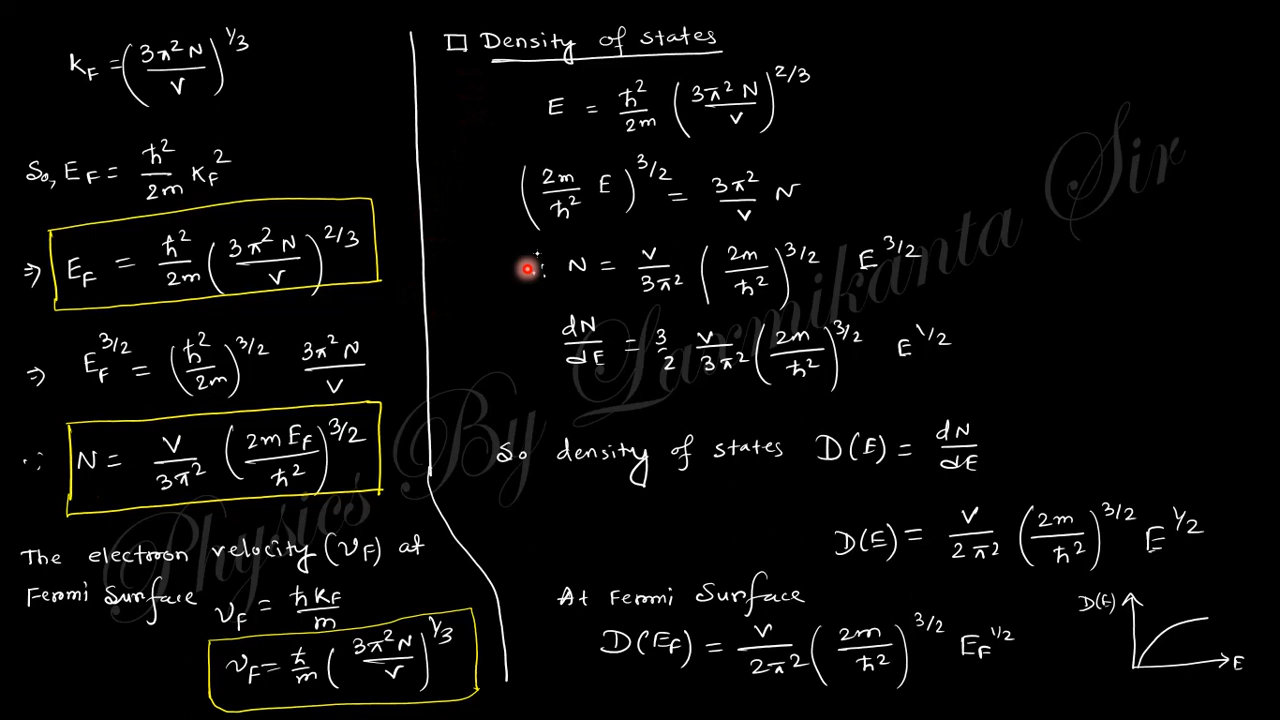 k_F = (3π²N / V)^{1/3}
So, E_F = ħ²/2m k_F²
⇒ E_F = ħ²/2m (3π²N / V)^{2/3}
⇒ E_F^{3/2} = (ħ²/2m)^{3/2} 3π²N / V
∵ N = V/3π² (2m E_F / ħ²)^{3/2}
The electron velocity (v_F) at
Fermi Surface v_F = ħk_F / m
v_F = ħ/m (3π²N / V)^{1/3}
□ Density of states
E = ħ²/2m (3π²N / V)^{2/3}
(2m/ħ² E)^{3/2} = 3π²/V N
∴ N = V/3π² (2m/ħ²)^{3/2} E^{3/2}
dN/dE = 3/2 V/3π² (2m/ħ²)^{3/2} E^{1/2}
So density of states D(E) = dN/dE
D(E) = V/2π² (2m/ħ²)^{3/2} E^{1/2}
At Fermi Surface
D(E_F) = V/2π² (2m/ħ²)^{3/2} E_F^{1/2}
D(E)
E
Physics By Laxmikanta Sir